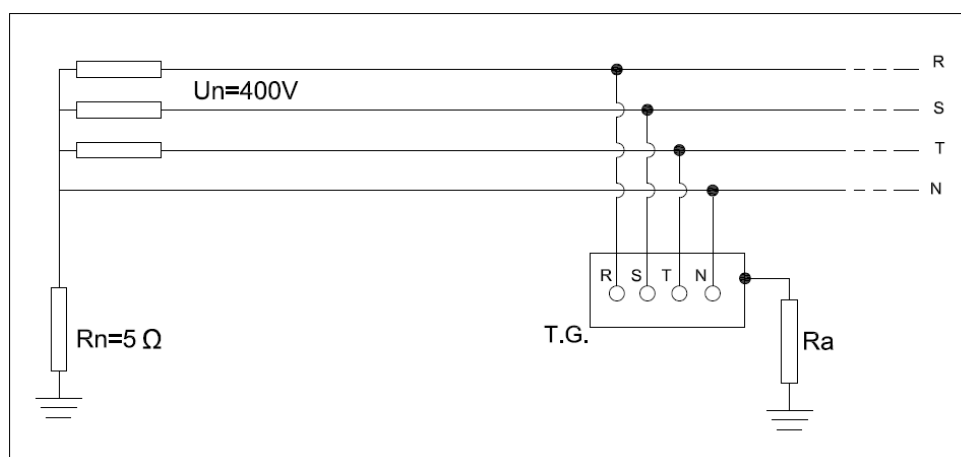 R
Un=400V
S
T
N
R S T N
Rn=5 Ω
T.G.
Ra